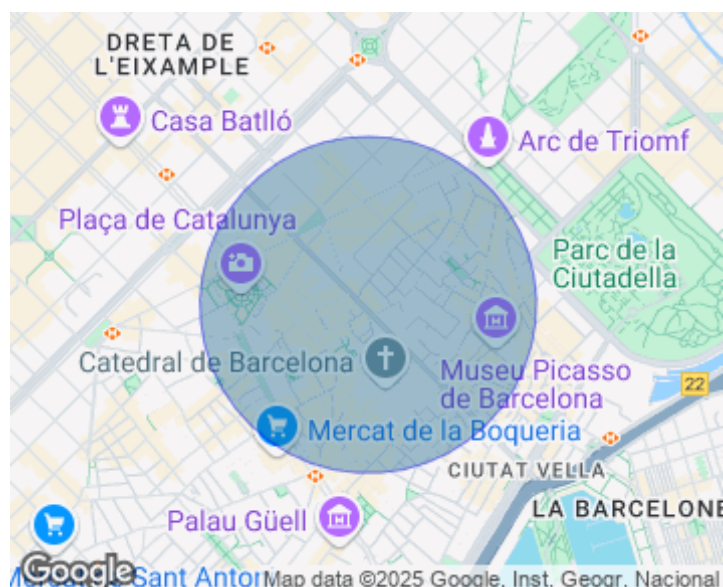 DRETA DE
L'EIXAMPLE
Casa Batlló
Arc de Triomf
Plaça de Catalunya
Parc de la
Ciutadella
Catedral de Barcelona
Museu Picasso
de Barcelona
22
Mercat de la Boqueria
CIUTAT VELLA
LA BARCELONE
Palau Güell
Google
Sant Anton
Map data ©2025 Google, Inst. Geogr. Nacional